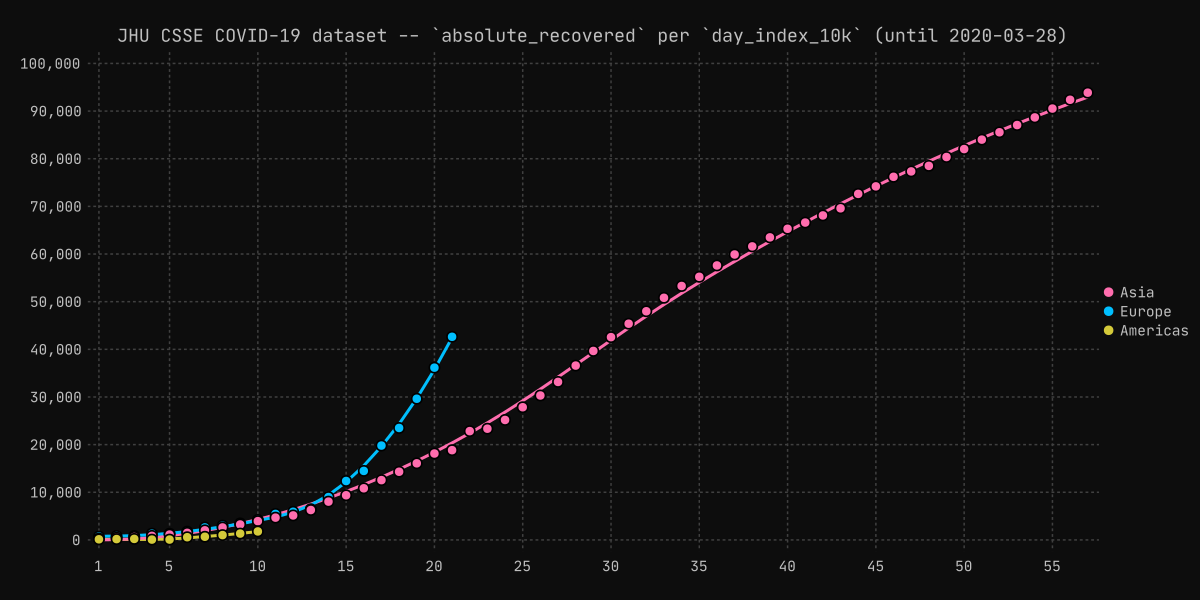 JHU CSSE COVID-19 dataset -- `absolute_recovered` per `day_index_10k` (until 2020-03-28)
100,000
90,000
80,000
70,000
60,000
50,000
40,000
30,000
20,000
10,000
0
1 5 10 15 20 25 30 35 40 45 50 55
Asia
Europe
Americas